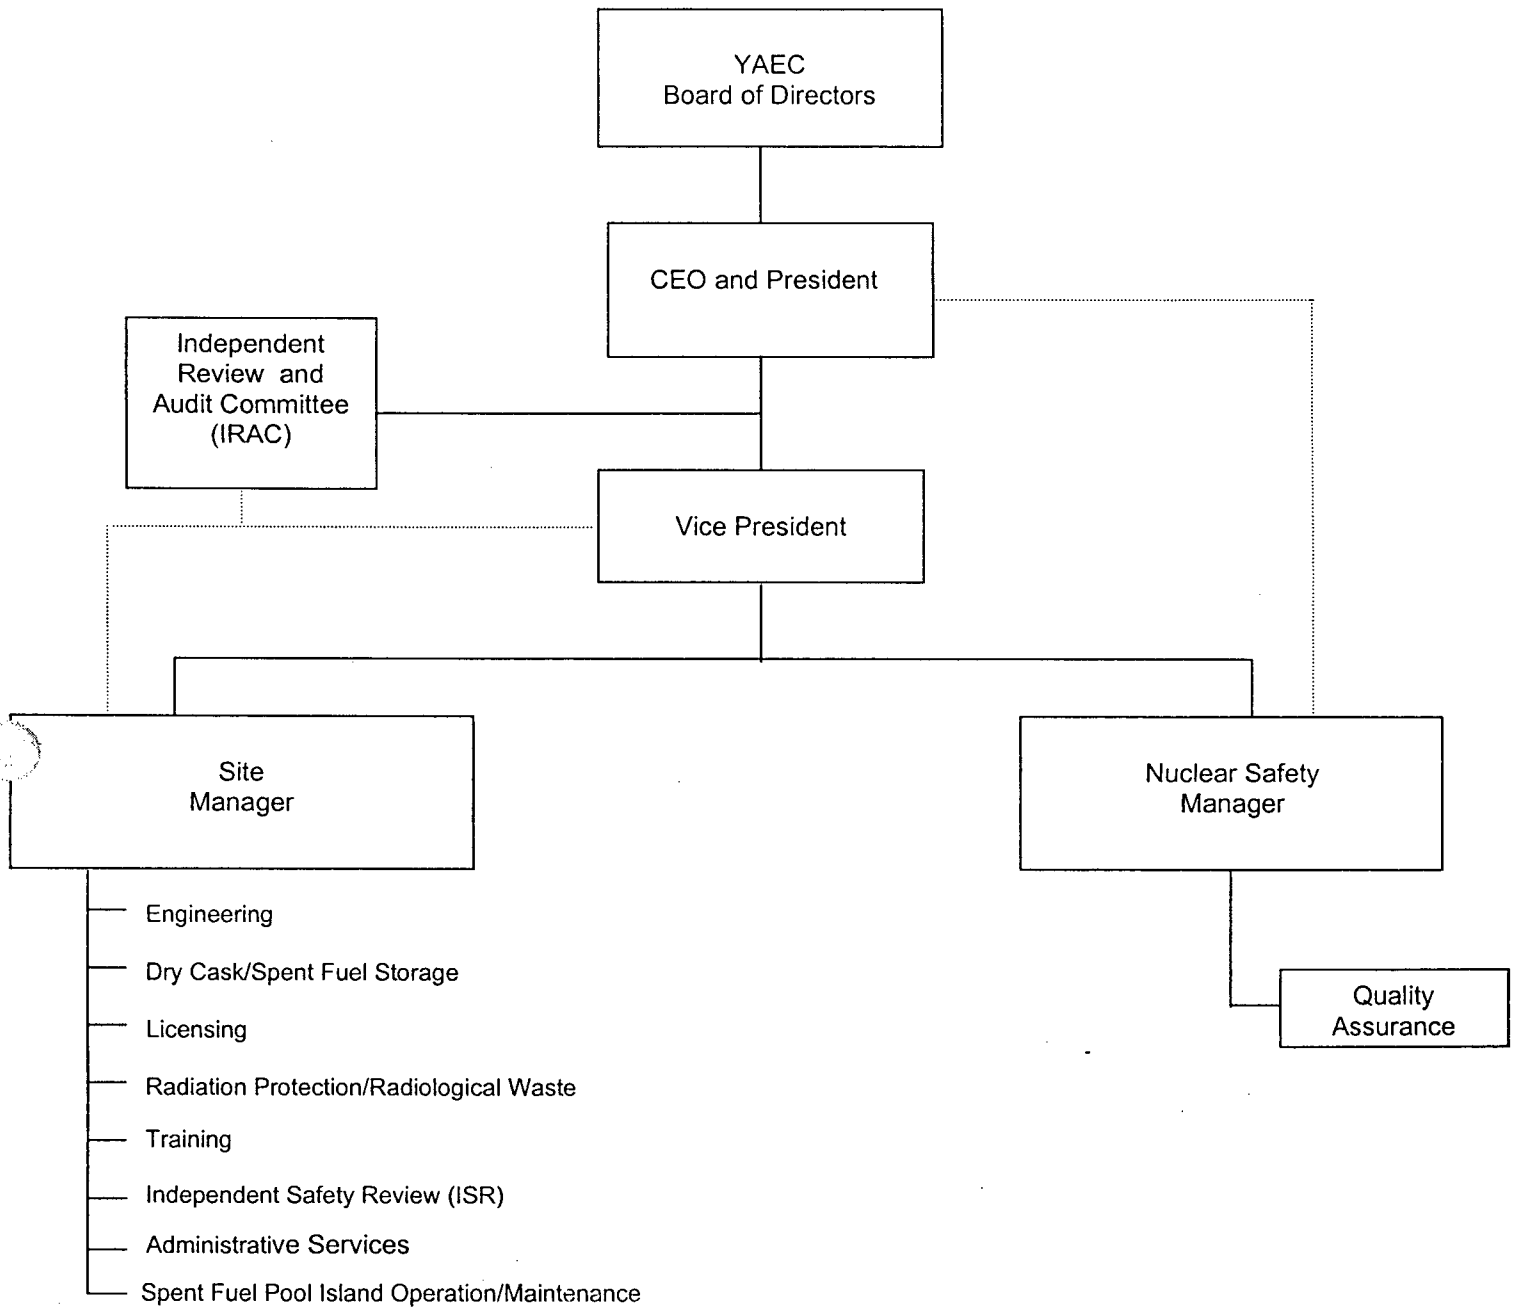 YAEC
Board of Directors
CEO and President
Independent
Review and
Audit Committee
(IRAC)
Vice President
Site
Manager
Nuclear Safety
Manager
Engineering
Dry Cask/Spent Fuel Storage
Licensing
Radiation Protection/Radiological Waste
Training
Independent Safety Review (ISR)
Administrative Services
Spent Fuel Pool Island Operation/Maintenance
Quality
Assurance